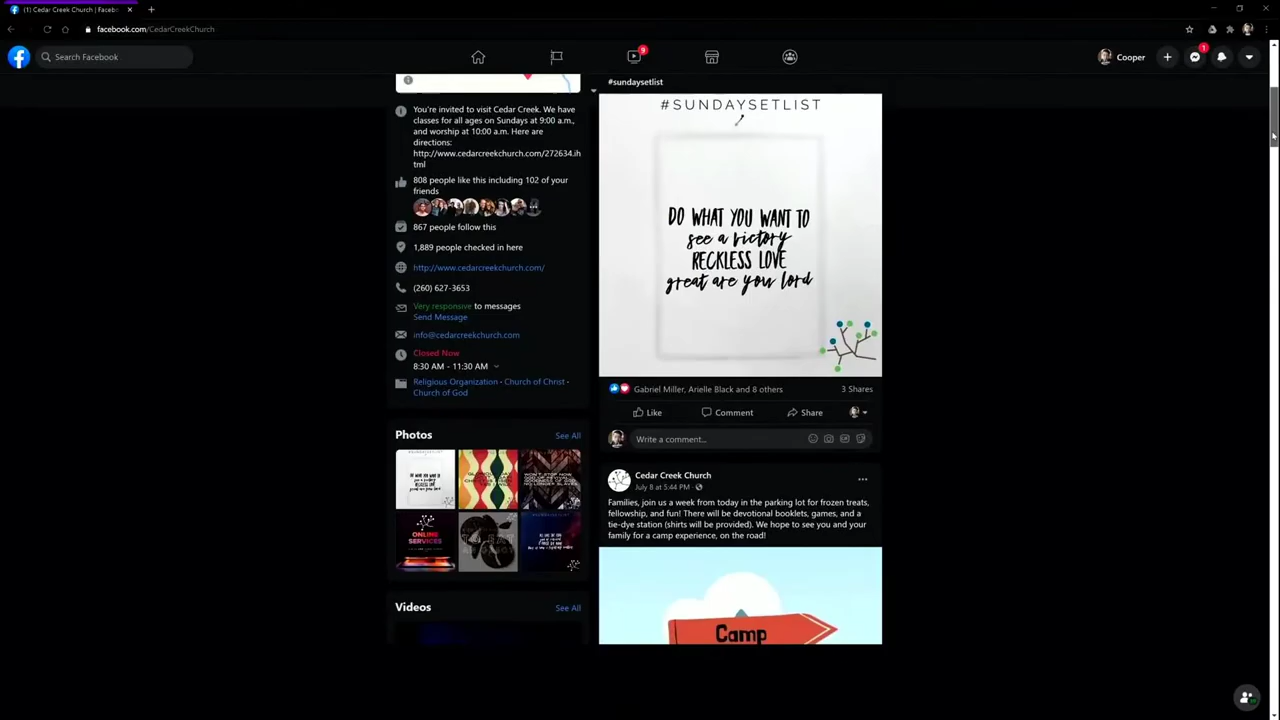 (1) Cedar Creek Church | Faceb
facebook.com/CedarCreekChurch
Search Facebook
9
Cooper
1
You're invited to visit Cedar Creek. We have
classes for all ages on Sundays at 9:00 a.m.,
and worship at 10:00 a.m. Here are
directions:
http://www.cedarcreekchurch.com/272634.ih
tml
808 people like this including 102 of your
friends
867 people follow this
1,889 people checked in here
http://www.cedarcreekchurch.com/
(260) 627-3653
Very responsive to messages
Send Message
info@cedarcreekchurch.com
Closed Now
8:30 AM - 11:30 AM
Religious Organization · Church of Christ ·
Church of God
Photos
See All
ONLINE
SERVICES
Videos
See All
#sundaysetlist
#SUNDAYSETLIST
DO WHAT YOU WANT TO
see a victory
RECKLESS LOVE
great are you lord
Gabriel Miller, Arielle Black and 8 others
3 Shares
Like
Comment
Share
Write a comment...
Cedar Creek Church
July 8 at 5:44 PM ·
Families, join us a week from today in the parking lot for frozen treats,
fellowship, and fun! There will be devotional booklets, games, and a
tie-dye station (shirts will be provided). We hope to see you and your
family for a camp experience, on the road!
Camp